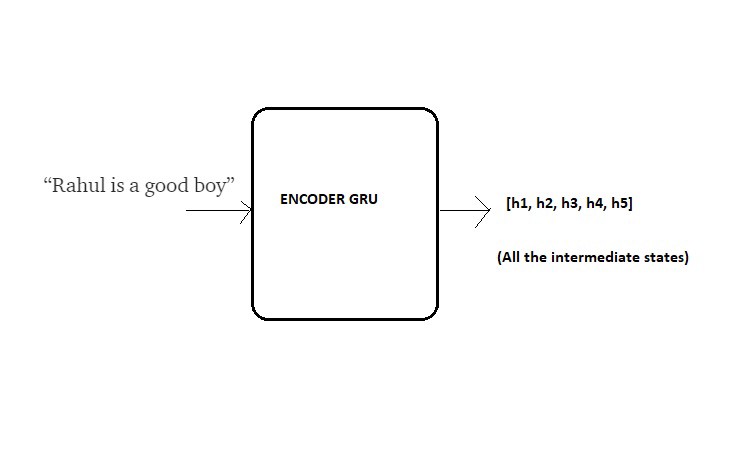 “Rahul is a good boy”
ENCODER GRU
[h1, h2, h3, h4, h5]
(All the intermediate states)